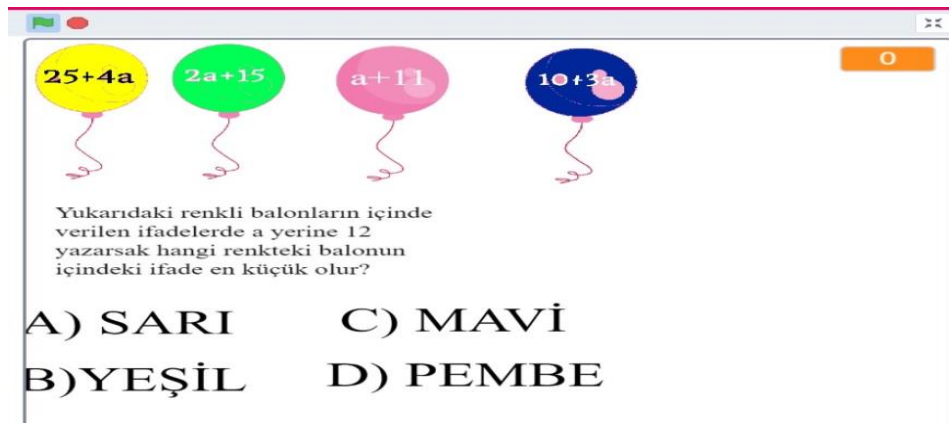 0
25+4a 2a+15 a+11 10+3a
Yukarıdaki renkli balonların içinde
verilen ifadelerde a yerine 12
yazarsak hangi renkteki balonun
içindeki ifade en küçük olur?
A) SARI C) MAVİ
B)YEŞİL D) PEMBE